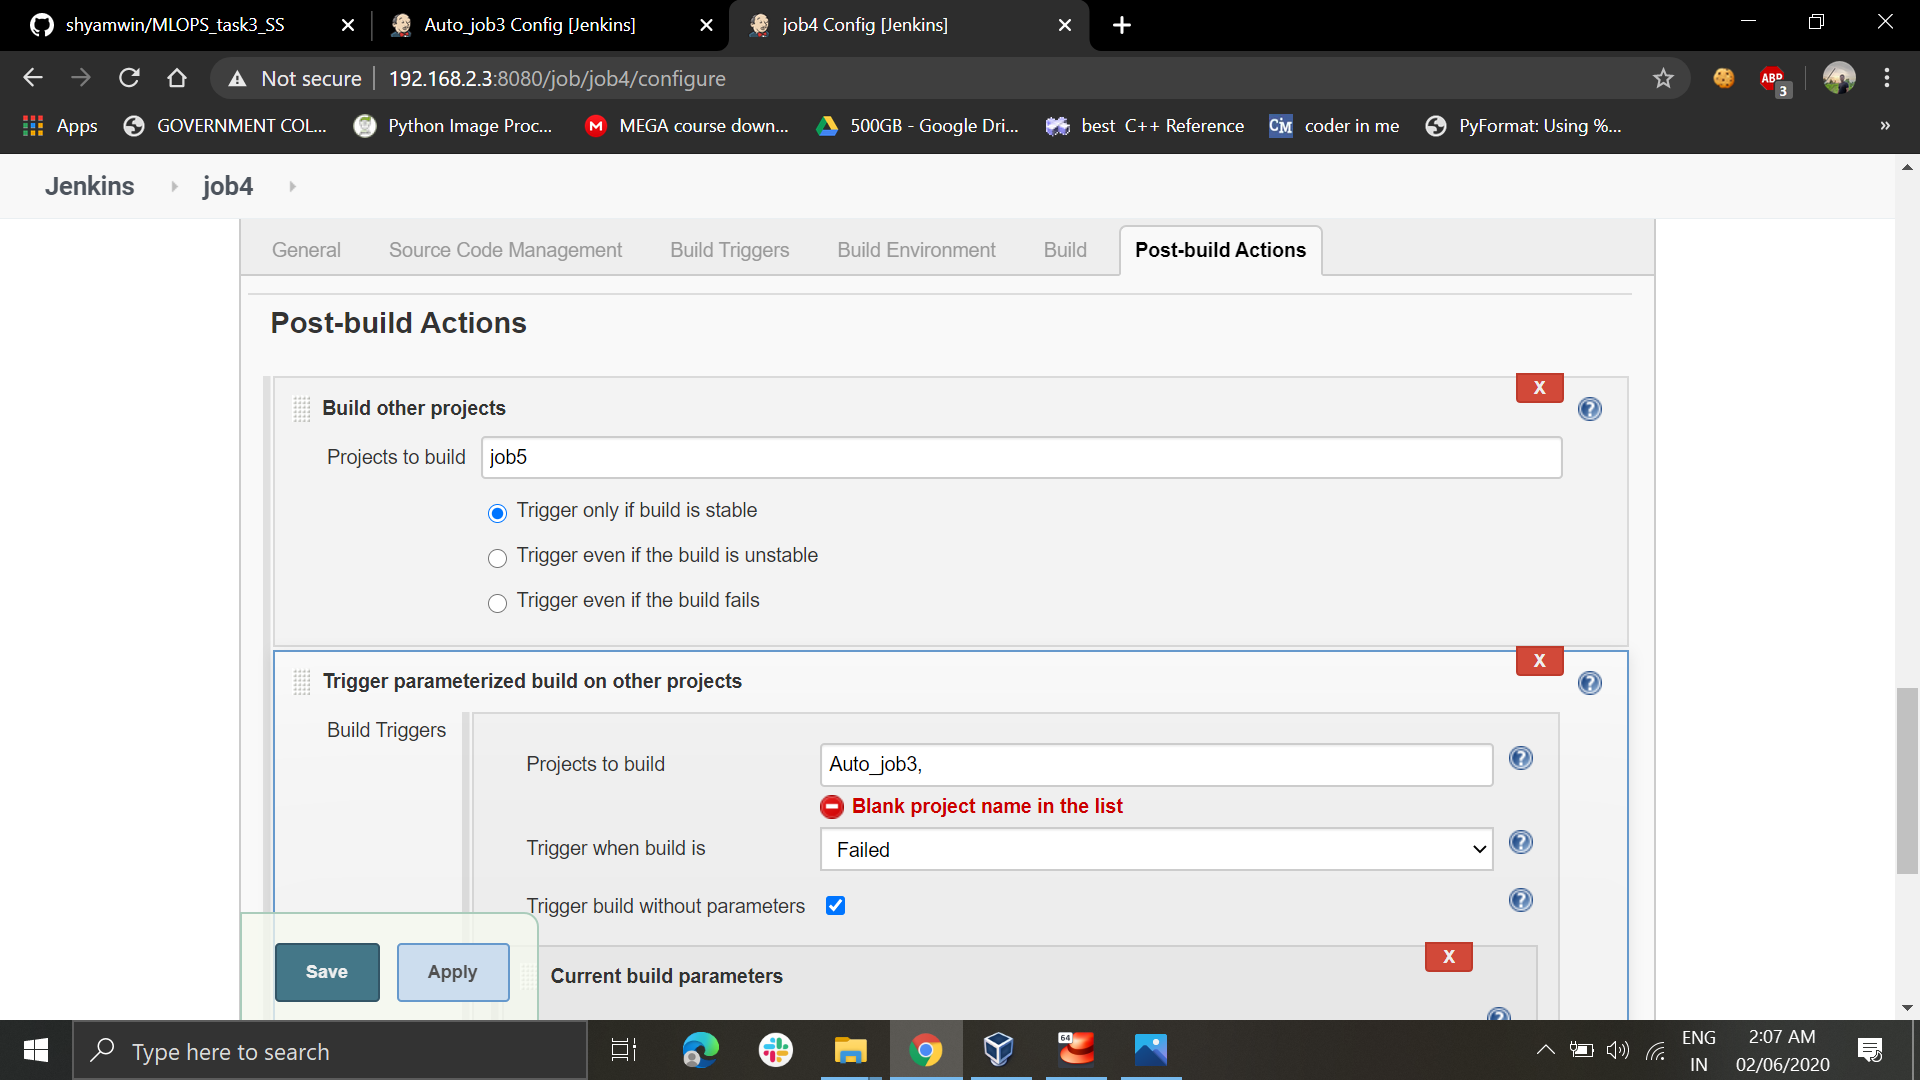 shyamwin/MLOPS_task3_SS
Auto_job3 Config [Jenkins]
job4 Config [Jenkins]
Not secure
192.168.2.3:8080/job/job4/configure
ABP
3
Apps
GOVERNMENT COL...
Python Image Proc...
M
MEGA course down...
500GB - Google Dri...
best C++ Reference
CM
coder in me
PyFormat: Using %...
»
Jenkins
job4
General
Source Code Management
Build Triggers
Build Environment
Build
Post-build Actions
Post-build Actions
X
Build other projects
?
Projects to build
job5
Trigger only if build is stable
Trigger even if the build is unstable
Trigger even if the build fails
X
Trigger parameterized build on other projects
?
Build Triggers
Projects to build
Auto_job3,
?
Blank project name in the list
Trigger when build is
Failed
?
Trigger build without parameters
?
X
Save
Apply
Current build parameters
?
Type here to search
64
ENG
IN
2:07 AM
02/06/2020